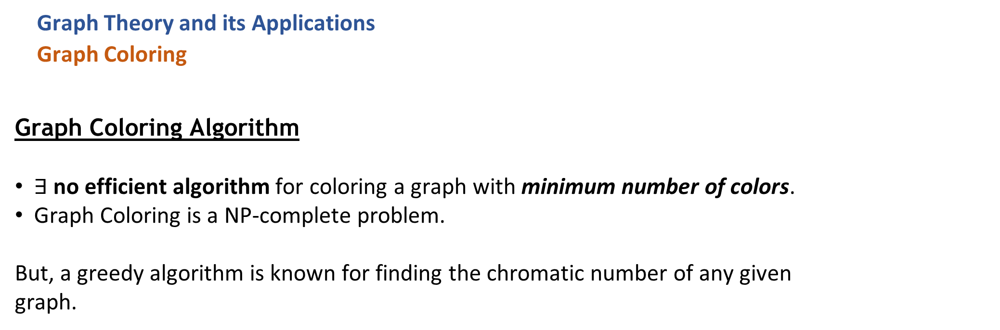 Graph Theory and its Applications
Graph Coloring
Graph Coloring Algorithm
• ∃ no efficient algorithm for coloring a graph with minimum number of colors.
• Graph Coloring is a NP-complete problem.
But, a greedy algorithm is known for finding the chromatic number of any given
graph.